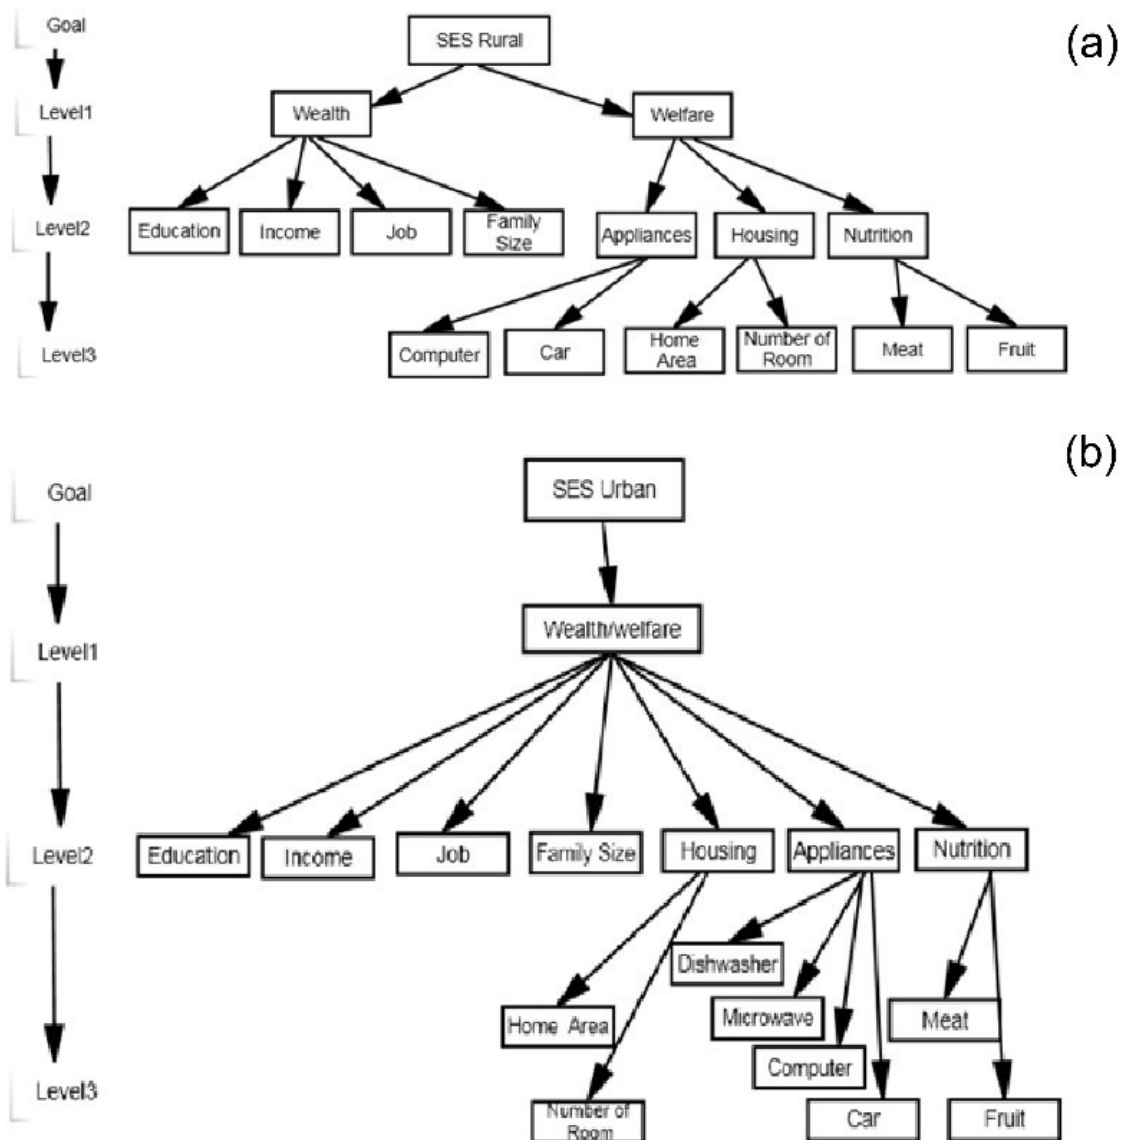 Goal
SES Rural
(a)
Level1
Wealth
Welfare
Level2
Education
Income
Job
Family
Size
Appliances
Housing
Nutrition
Level3
Computer
Car
Home
Area
Number of
Room
Meat
Fruit
(b)
Goal
SES Urban
Level1
Wealth/welfare
Level2
Education
Income
Job
Family Size
Housing
Appliances
Nutrition
Dishwasher
Home Area
Microwave
Meat
Computer
Level3
Number of
Room
Car
Fruit